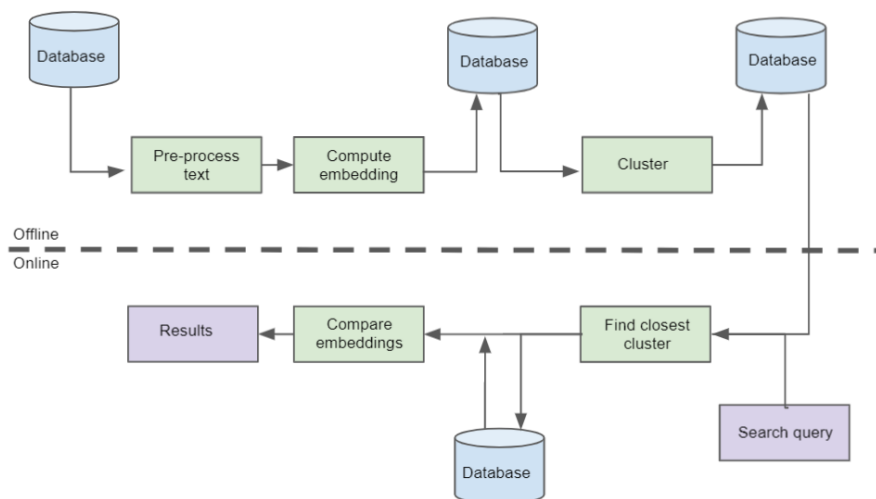 Database
Database
Database
Pre-process
text
Compute
embedding
Cluster
Offline
Online
Results
Compare
embeddings
Find closest
cluster
Search query
Database